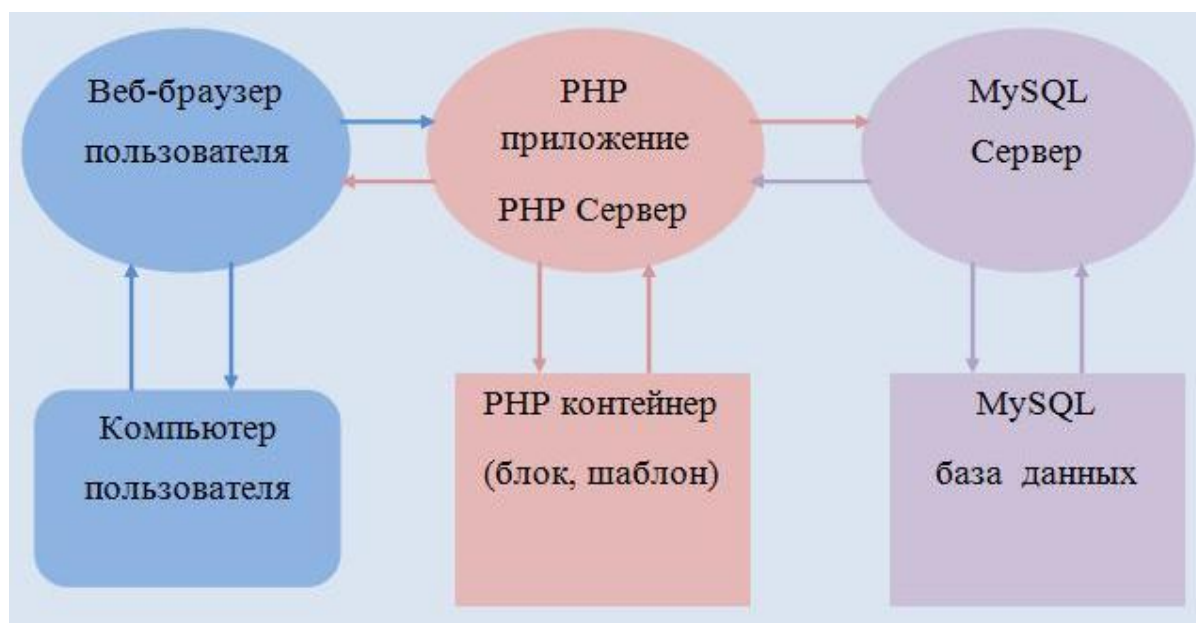 Веб-браузер
пользователя
PHP
приложение
PHP Сервер
MySQL
Сервер
Компьютер
пользователя
PHP контейнер
(блок, шаблон)
MySQL
база данных